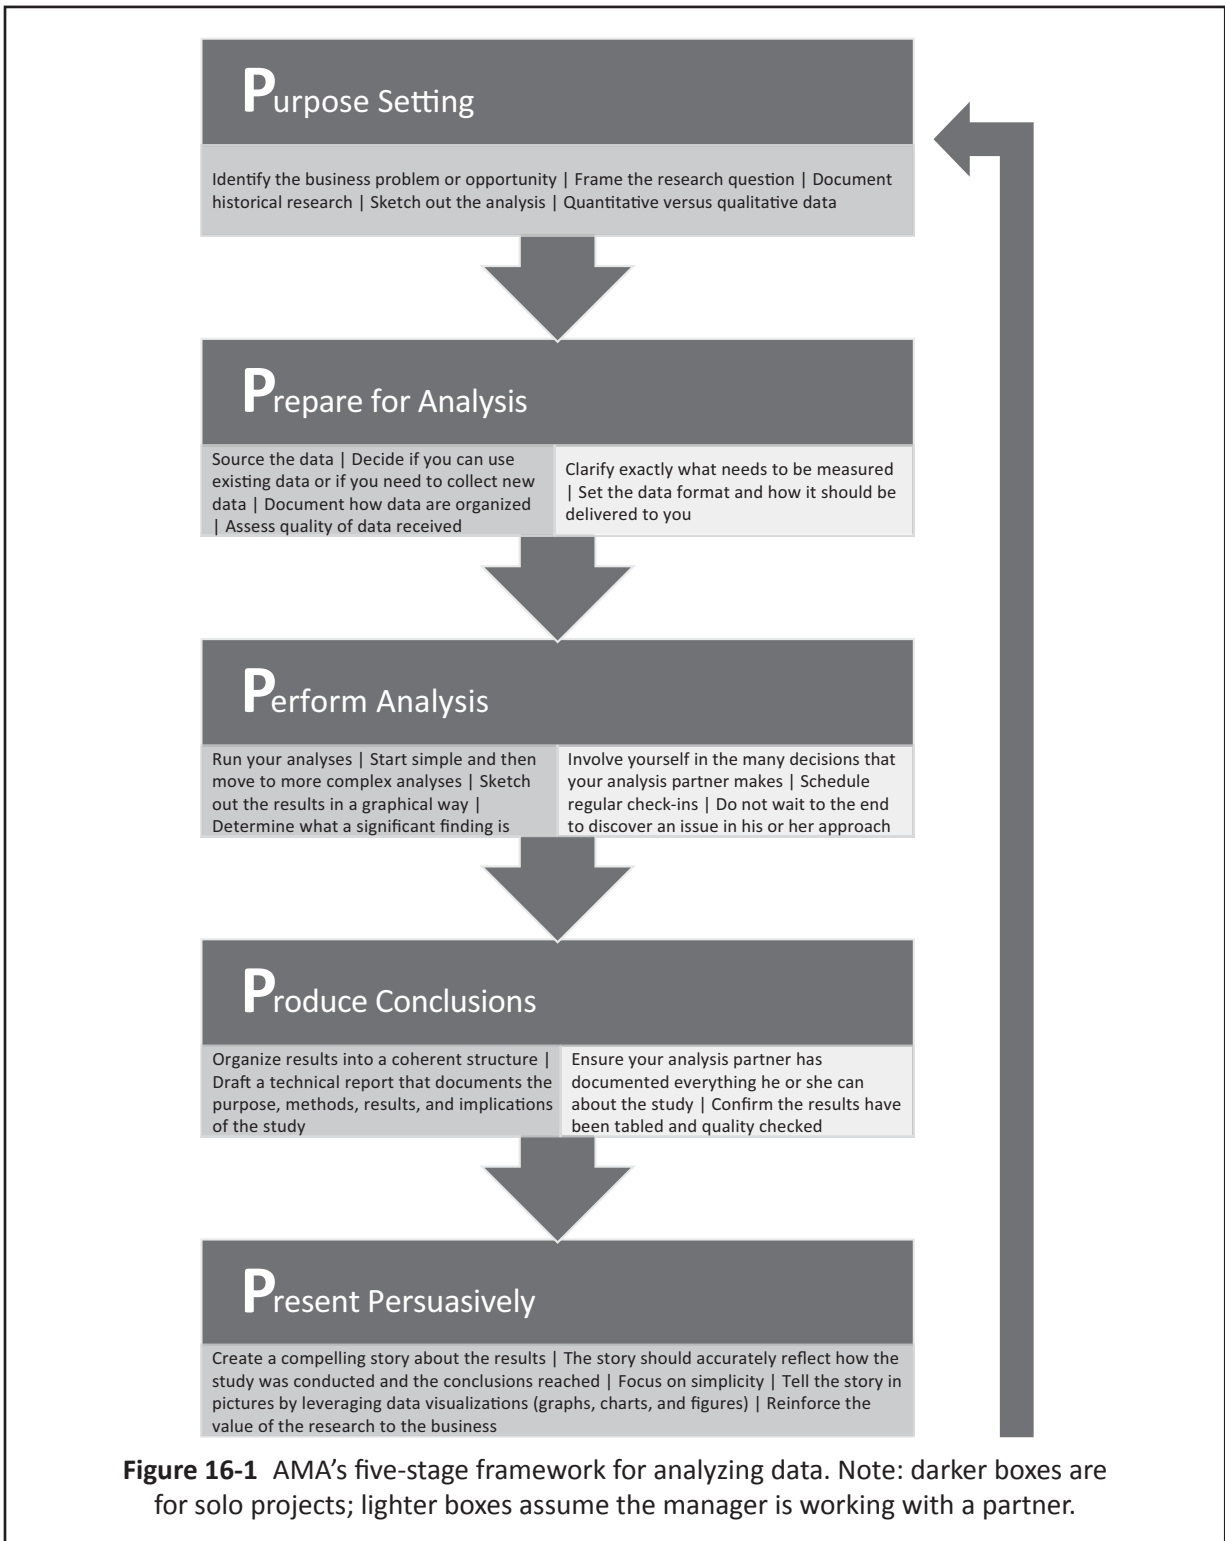 Purpose Setting
Identify the business problem or opportunity | Frame the research question | Document
historical research | Sketch out the analysis | Quantitative versus qualitative data
Prepare for Analysis
Source the data | Decide if you can use
existing data or if you need to collect new
data | Document how data are organized
| Assess quality of data received
Clarify exactly what needs to be measured
| Set the data format and how it should be
delivered to you
Perform Analysis
Run your analyses | Start simple and then
move to more complex analyses | Sketch
out the results in a graphical way |
Determine what a significant finding is
Involve yourself in the many decisions that
your analysis partner makes | Schedule
regular check-ins | Do not wait to the end
to discover an issue in his or her approach
Produce Conclusions
Organize results into a coherent structure |
Draft a technical report that documents the
purpose, methods, results, and implications
of the study
Ensure your analysis partner has
documented everything he or she can
about the study | Confirm the results have
been tabled and quality checked
Present Persuasively
Create a compelling story about the results | The story should accurately reflect how the
study was conducted and the conclusions reached | Focus on simplicity | Tell the story in
pictures by leveraging data visualizations (graphs, charts, and figures) | Reinforce the
value of the research to the business
Figure 16-1 AMA's five-stage framework for analyzing data. Note: darker boxes are
for solo projects; lighter boxes assume the manager is working with a partner.